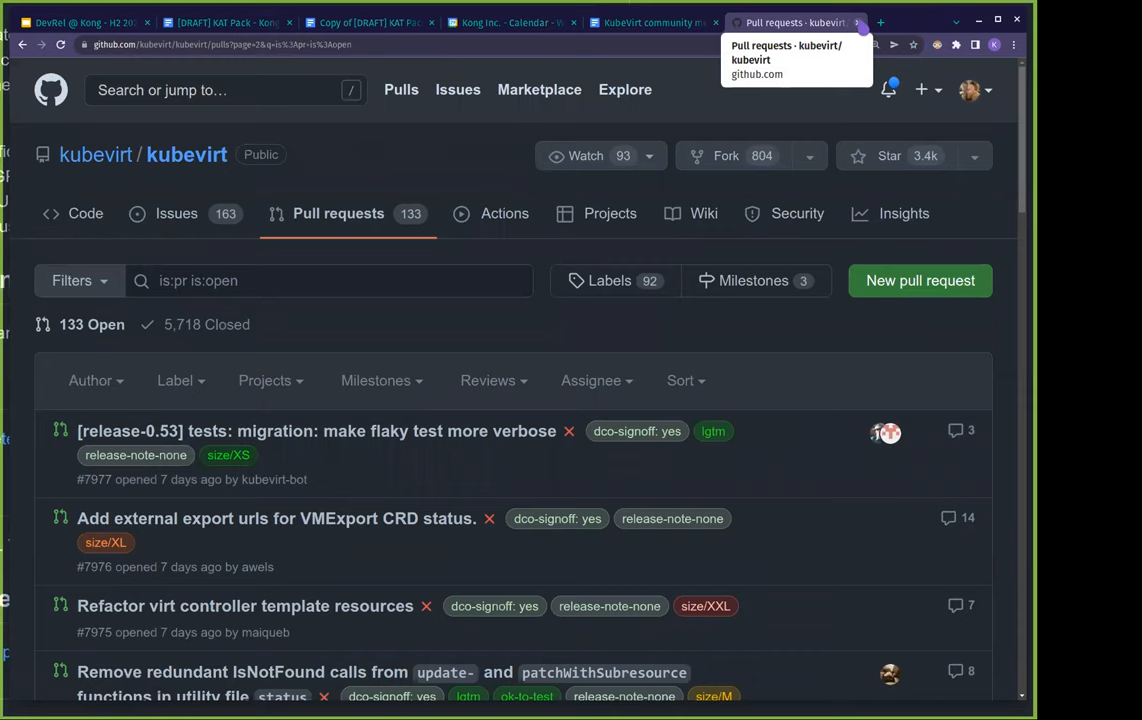 DevRel @ Kong - H2 202
[DRAFT] KAT Pack - Kong
Copy of [DRAFT] KAT Pack
Kong Inc. - Calendar - W
KubeVirt community me
Pull requests · kubevirt/
github.com/kubevirt/kubevirt/pulls?page=2&q=is%3Apr+is%3Aopen
K
Pull requests · kubevirt/
kubevirt
github.com
Search or jump to…
/
Pulls
Issues
Marketplace
Explore
kubevirt / kubevirt
Public
Watch 93
Fork 804
Star 3.4k
Code
Issues 163
Pull requests 133
Actions
Projects
Wiki
Security
Insights
Filters
is:pr is:open
Labels 92
Milestones 3
New pull request
133 Open
5,718 Closed
Author
Label
Projects
Milestones
Reviews
Assignee
Sort
[release-0.53] tests: migration: make flaky test more verbose dco-signoff: yes lgtm 3
release-note-none size/XS
#7977 opened 7 days ago by kubevirt-bot
Add external export urls for VMExport CRD status. dco-signoff: yes release-note-none 14
size/XL
#7976 opened 7 days ago by awels
Refactor virt controller template resources dco-signoff: yes release-note-none size/XXL 7
#7975 opened 7 days ago by maiqueb
Remove redundant IsNotFound calls from update- and patchWithSubresource 8
functions in utility file status dco-signoff: yes lgtm ok-to-test release-note-none size/M